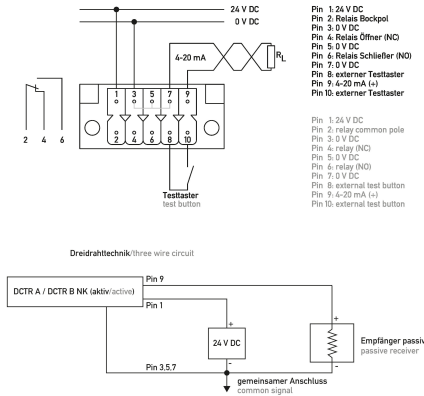 24 V DC
0 V DC
4-20 mA
RL
1 3 5 7 9
2 4 6 8 10
2 4 6
Testtaster
test button
Pin 1: 24 V DC
Pin 2: Relais Bockpol
Pin 3: 0 V DC
Pin 4: Relais Öffner (NC)
Pin 5: 0 V DC
Pin 6: Relais Schließer (NO)
Pin 7: 0 V DC
Pin 8: externer Testtaster
Pin 9: 4-20 mA (+)
Pin 10: externer Testtaster
Pin 1: 24 V DC
Pin 2: relay common pole
Pin 3: 0 V DC
Pin 4: relay (NC)
Pin 5: 0 V DC
Pin 6: relay (NO)
Pin 7: 0 V DC
Pin 8: external test button
Pin 9: 4-20 mA (+)
Pin 10: external test button
Dreidrahttechnik/three wire circuit
DCTR A / DCTR B NK (aktiv/active)
Pin 9
Pin 1
+
24 V DC
-
+
-
Empfänger passiv
passive receiver
Pin 3,5,7
gemeinsamer Anschluss
common signal